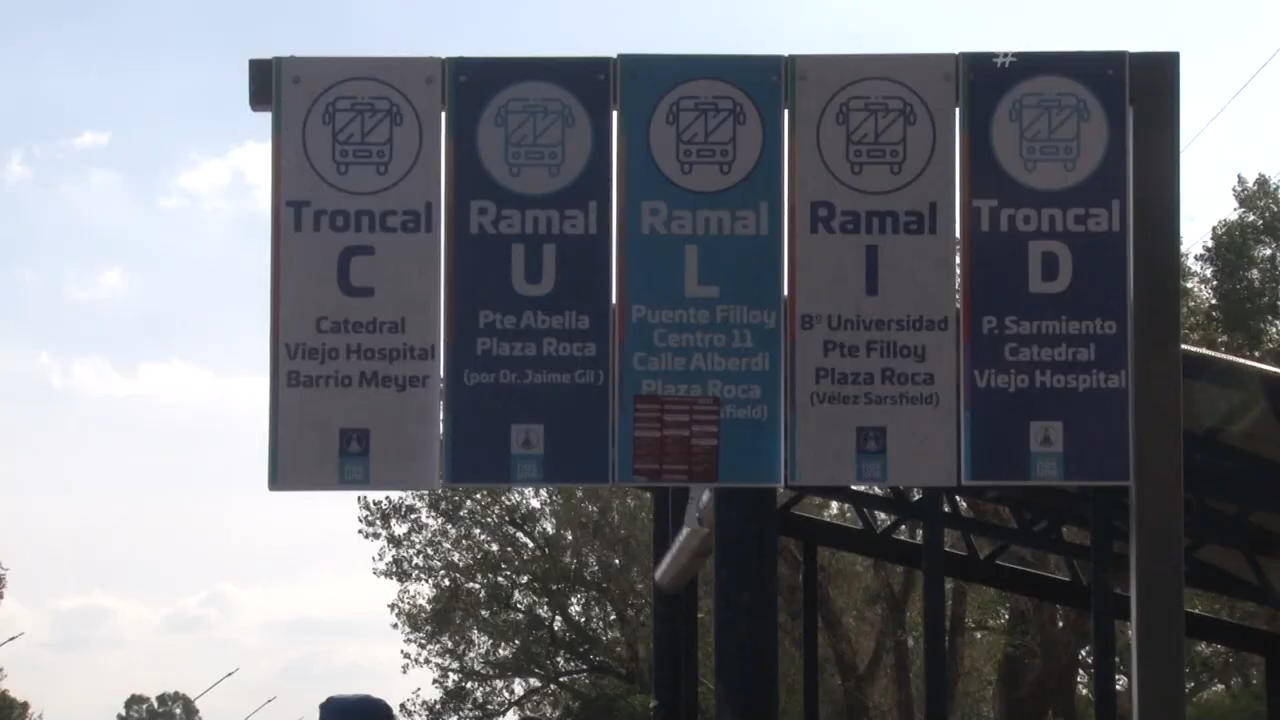 Troncal
C
Catedral
Viejo Hospital
Barrio Meyer
Ramal
U
Pte Abella
Plaza Roca
(por Dr. Jaime Gil )
Ramal
L
Puente Filloy
Centro 11
Calle Alberdi
Plaza Roca
sfield)
Ramal
I
Bº Universidad
Pte Filloy
Plaza Roca
(Vélez Sarsfield)
#
Troncal
D
P. Sarmiento
Catedral
Viejo Hospital